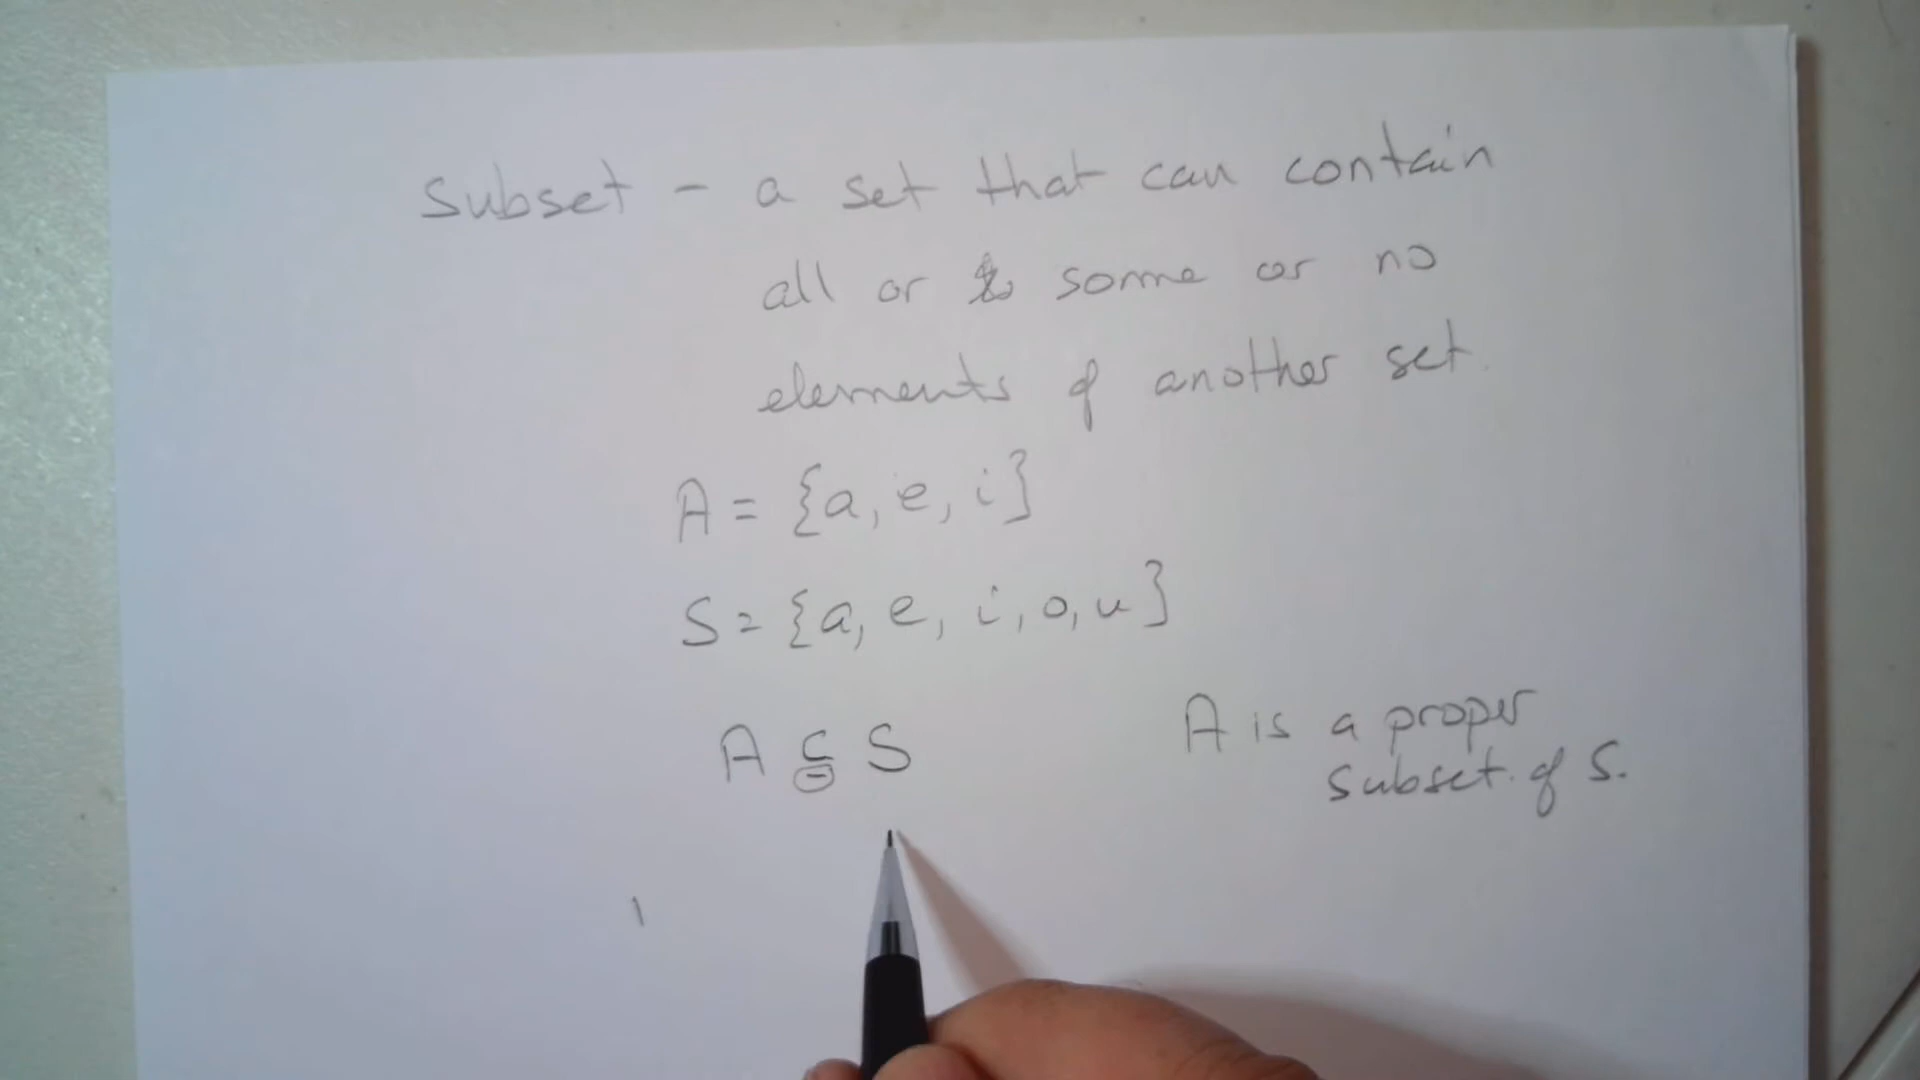 Subset - a set that can contain
all or some or no
elements of another set.
A = {a, e, i}
S = {a, e, i, o, u}
A ⊆ S
A is a proper
subset of S.